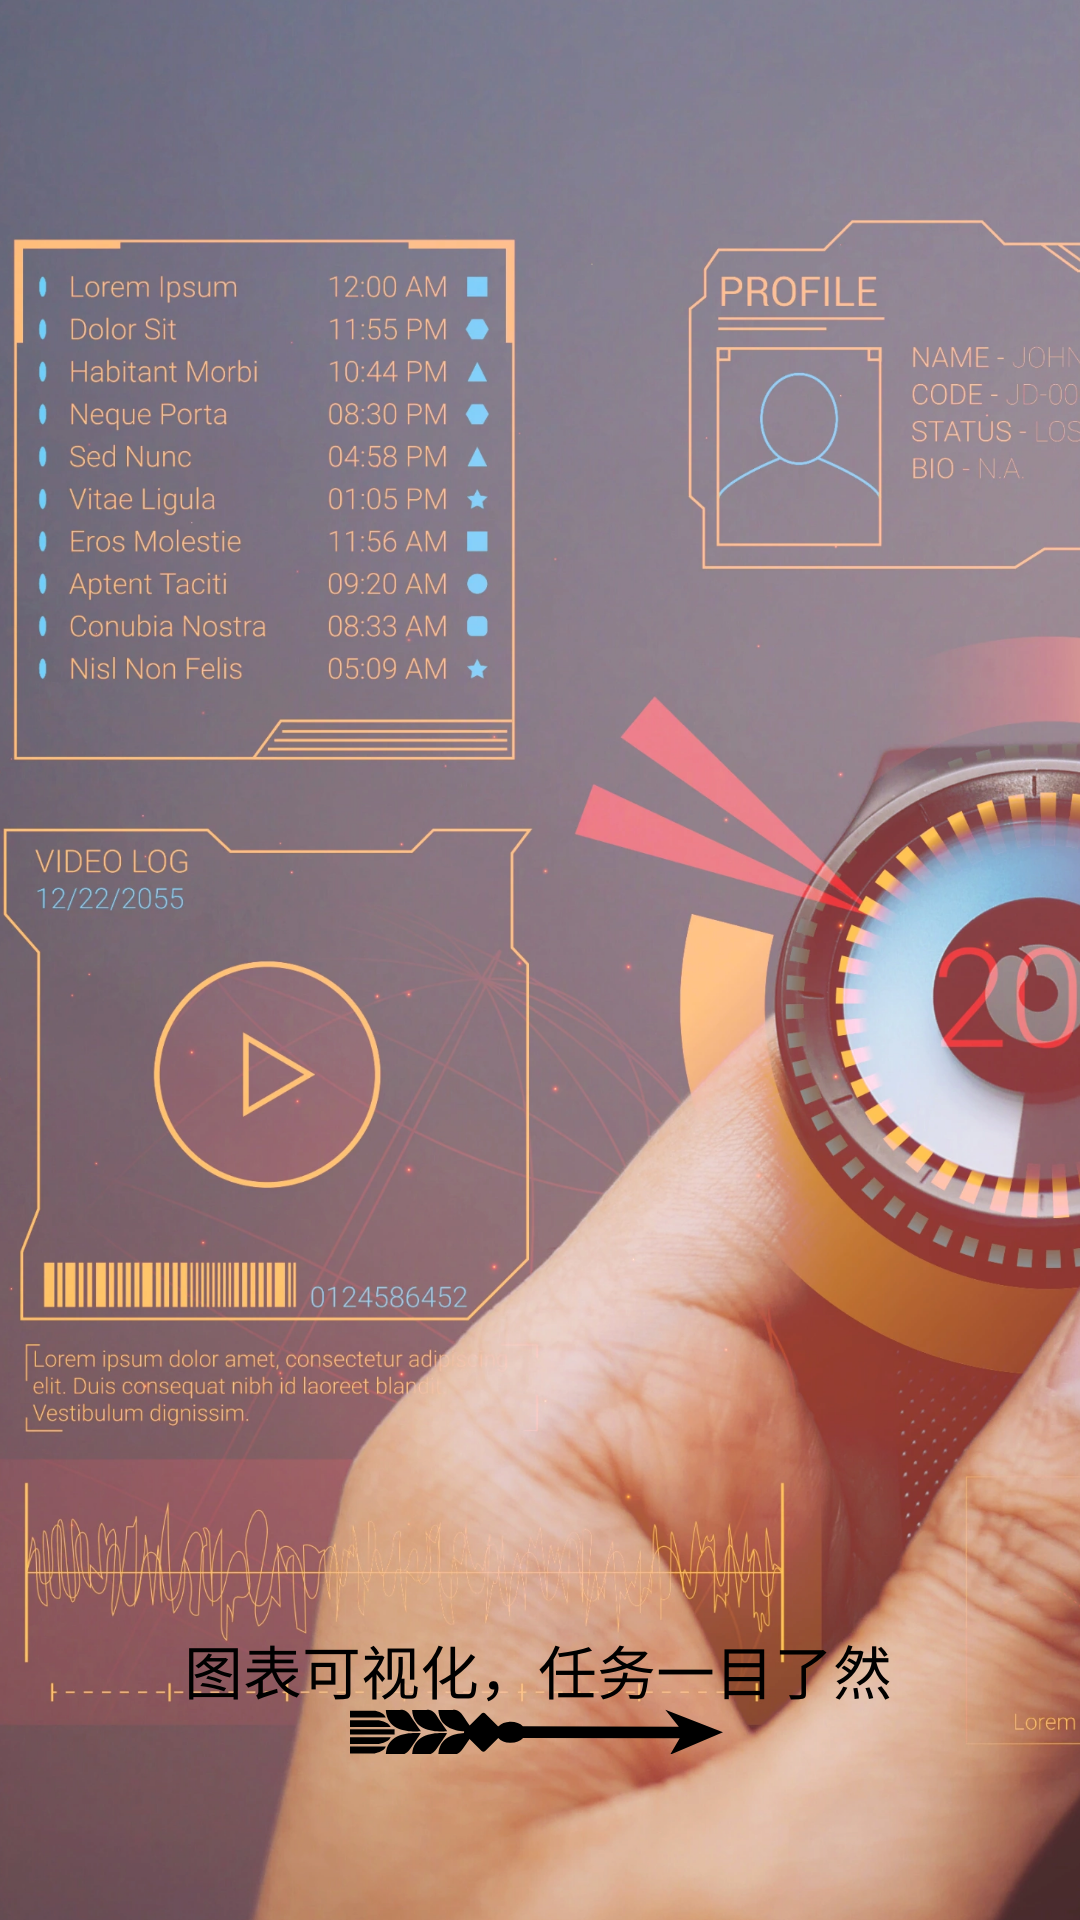 Lorem Ipsum 12:00 AM
Dolor Sit 11:55 PM
Habitant Morbi 10:44 PM
Neque Porta 08:30 PM
Sed Nunc 04:58 PM
Vitae Ligula 01:05 PM
Eros Molestie 11:56 AM
Aptent Taciti 09:20 AM
Conubia Nostra 08:33 AM
Nisl Non Felis 05:09 AM
PROFILE
NAME - JOHN
CODE - JD-00
STATUS - LOS
BIO - N.A.
VIDEO LOG
12/22/2055
20
0124586452
Lorem ipsum dolor amet, consectetur
elit. Duis consequat nibh id laoreet
Vestibulum dignissim.
图表可视化，任务一目了然
Lorem